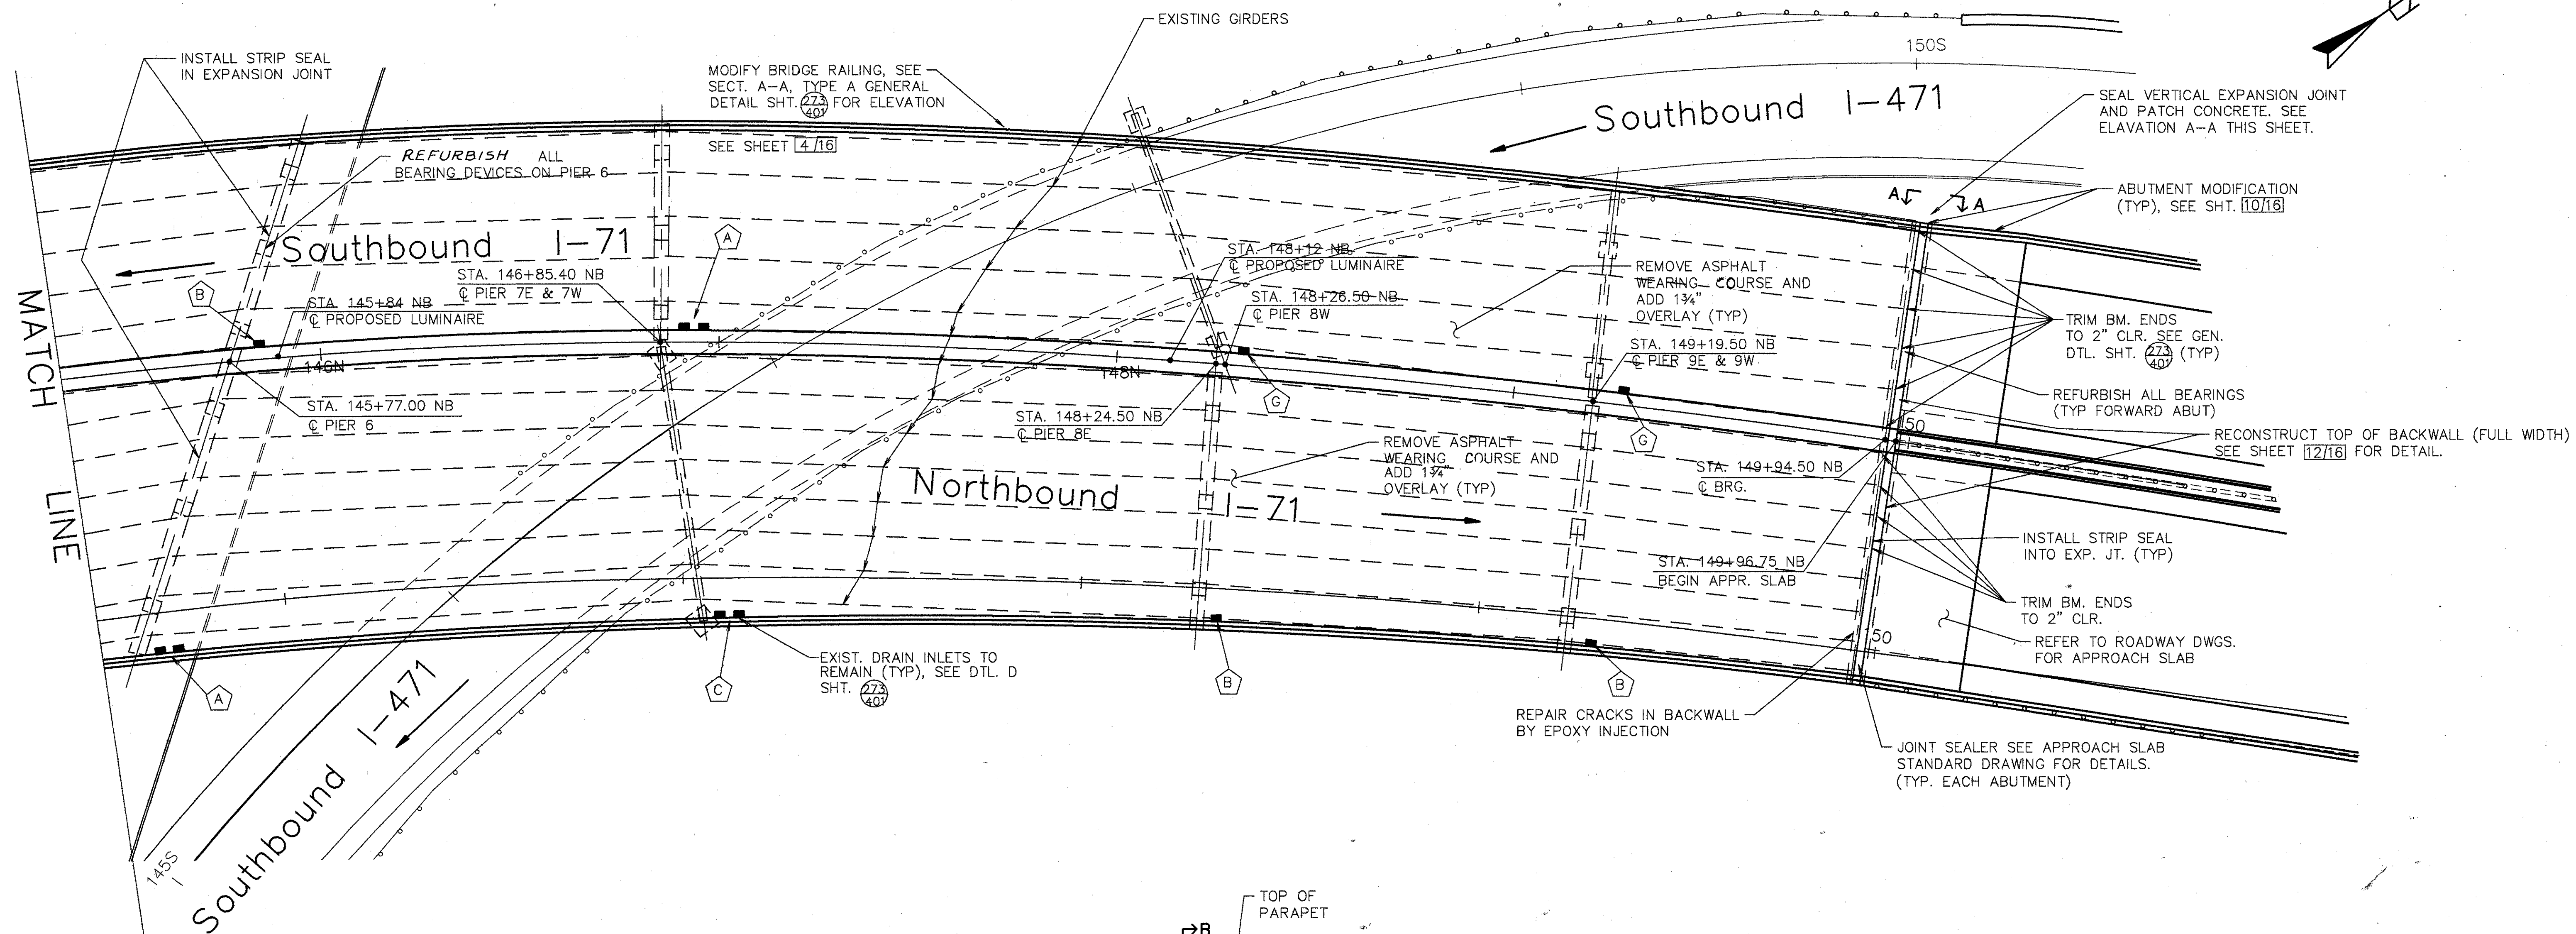 EXISTING GIRDERS
INSTALL STRIP SEAL
IN EXPANSION JOINT
MODIFY BRIDGE RAILING, SEE
SECT. A-A, TYPE A GENERAL
DETAIL SHT. 273/401 FOR ELEVATION
SEE SHEET 4/16
150S
Southbound I-471
SEAL VERTICAL EXPANSION JOINT
AND PATCH CONCRETE. SEE
ELAVATION A-A THIS SHEET.
REFURBISH ALL
BEARING DEVICES ON PIER 6
A A
ABUTMENT MODIFICATION
(TYP), SEE SHT. 10/16
Southbound I-71
A
STA. 146+85.40 NB
℄ PIER 7E & 7W
STA. 148+12 NB
℄ PROPOSED LUMINAIRE
REMOVE ASPHALT
WEARING COURSE AND
ADD 1¾"
OVERLAY (TYP)
B
STA. 145+84 NB
℄ PROPOSED LUMINAIRE
STA. 148+26.50 NB
℄ PIER 8W
TRIM BM. ENDS
TO 2" CLR. SEE GEN.
DTL. SHT. 273/401 (TYP)
MATCH LINE
146N
148N
STA. 149+19.50 NB
℄ PIER 9E & 9W
G
G
REFURBISH ALL BEARINGS
(TYP FORWARD ABUT)
STA. 145+77.00 NB
℄ PIER 6
STA. 148+24.50 NB
℄ PIER 8E
150
RECONSTRUCT TOP OF BACKWALL (FULL WIDTH)
SEE SHEET 12/16 FOR DETAIL.
REMOVE ASPHALT
WEARING COURSE AND
ADD 1¾"
OVERLAY (TYP)
STA. 149+94.50 NB
℄ BRG.
Northbound I-71
INSTALL STRIP SEAL
INTO EXP. JT. (TYP)
STA. 149+96.75 NB
BEGIN APPR. SLAB
TRIM BM. ENDS
TO 2" CLR.
150
REFER TO ROADWAY DWGS.
FOR APPROACH SLAB
EXIST. DRAIN INLETS TO
REMAIN (TYP), SEE DTL. D
SHT. 273/401
A
C
B
B
REPAIR CRACKS IN BACKWALL
BY EPOXY INJECTION
JOINT SEALER SEE APPROACH SLAB
STANDARD DRAWING FOR DETAILS.
(TYP. EACH ABUTMENT)
Southbound I-471
145S
TOP OF
PARAPET
B